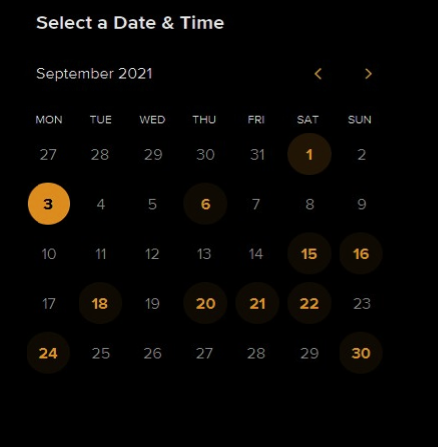 Select a Date & Time
September 2021
MON TUE WED THU FRI SAT SUN
27 28 29 30 31 1 2
3 4 5 6 7 8 9
10 11 12 13 14 15 16
17 18 19 20 21 22 23
24 25 26 27 28 29 30